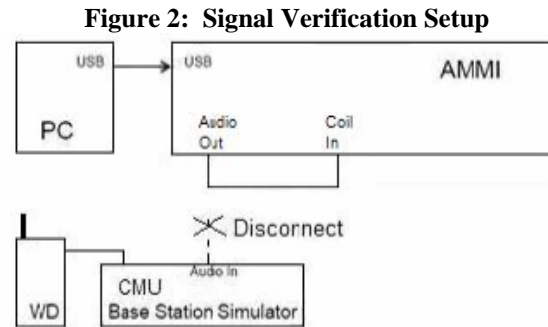 Figure 2: Signal Verification Setup
USB
USB
AMMI
PC
Audio
Out
Coil
In
Disconnect
Audio In
CMU
WD
Base Station Simulator